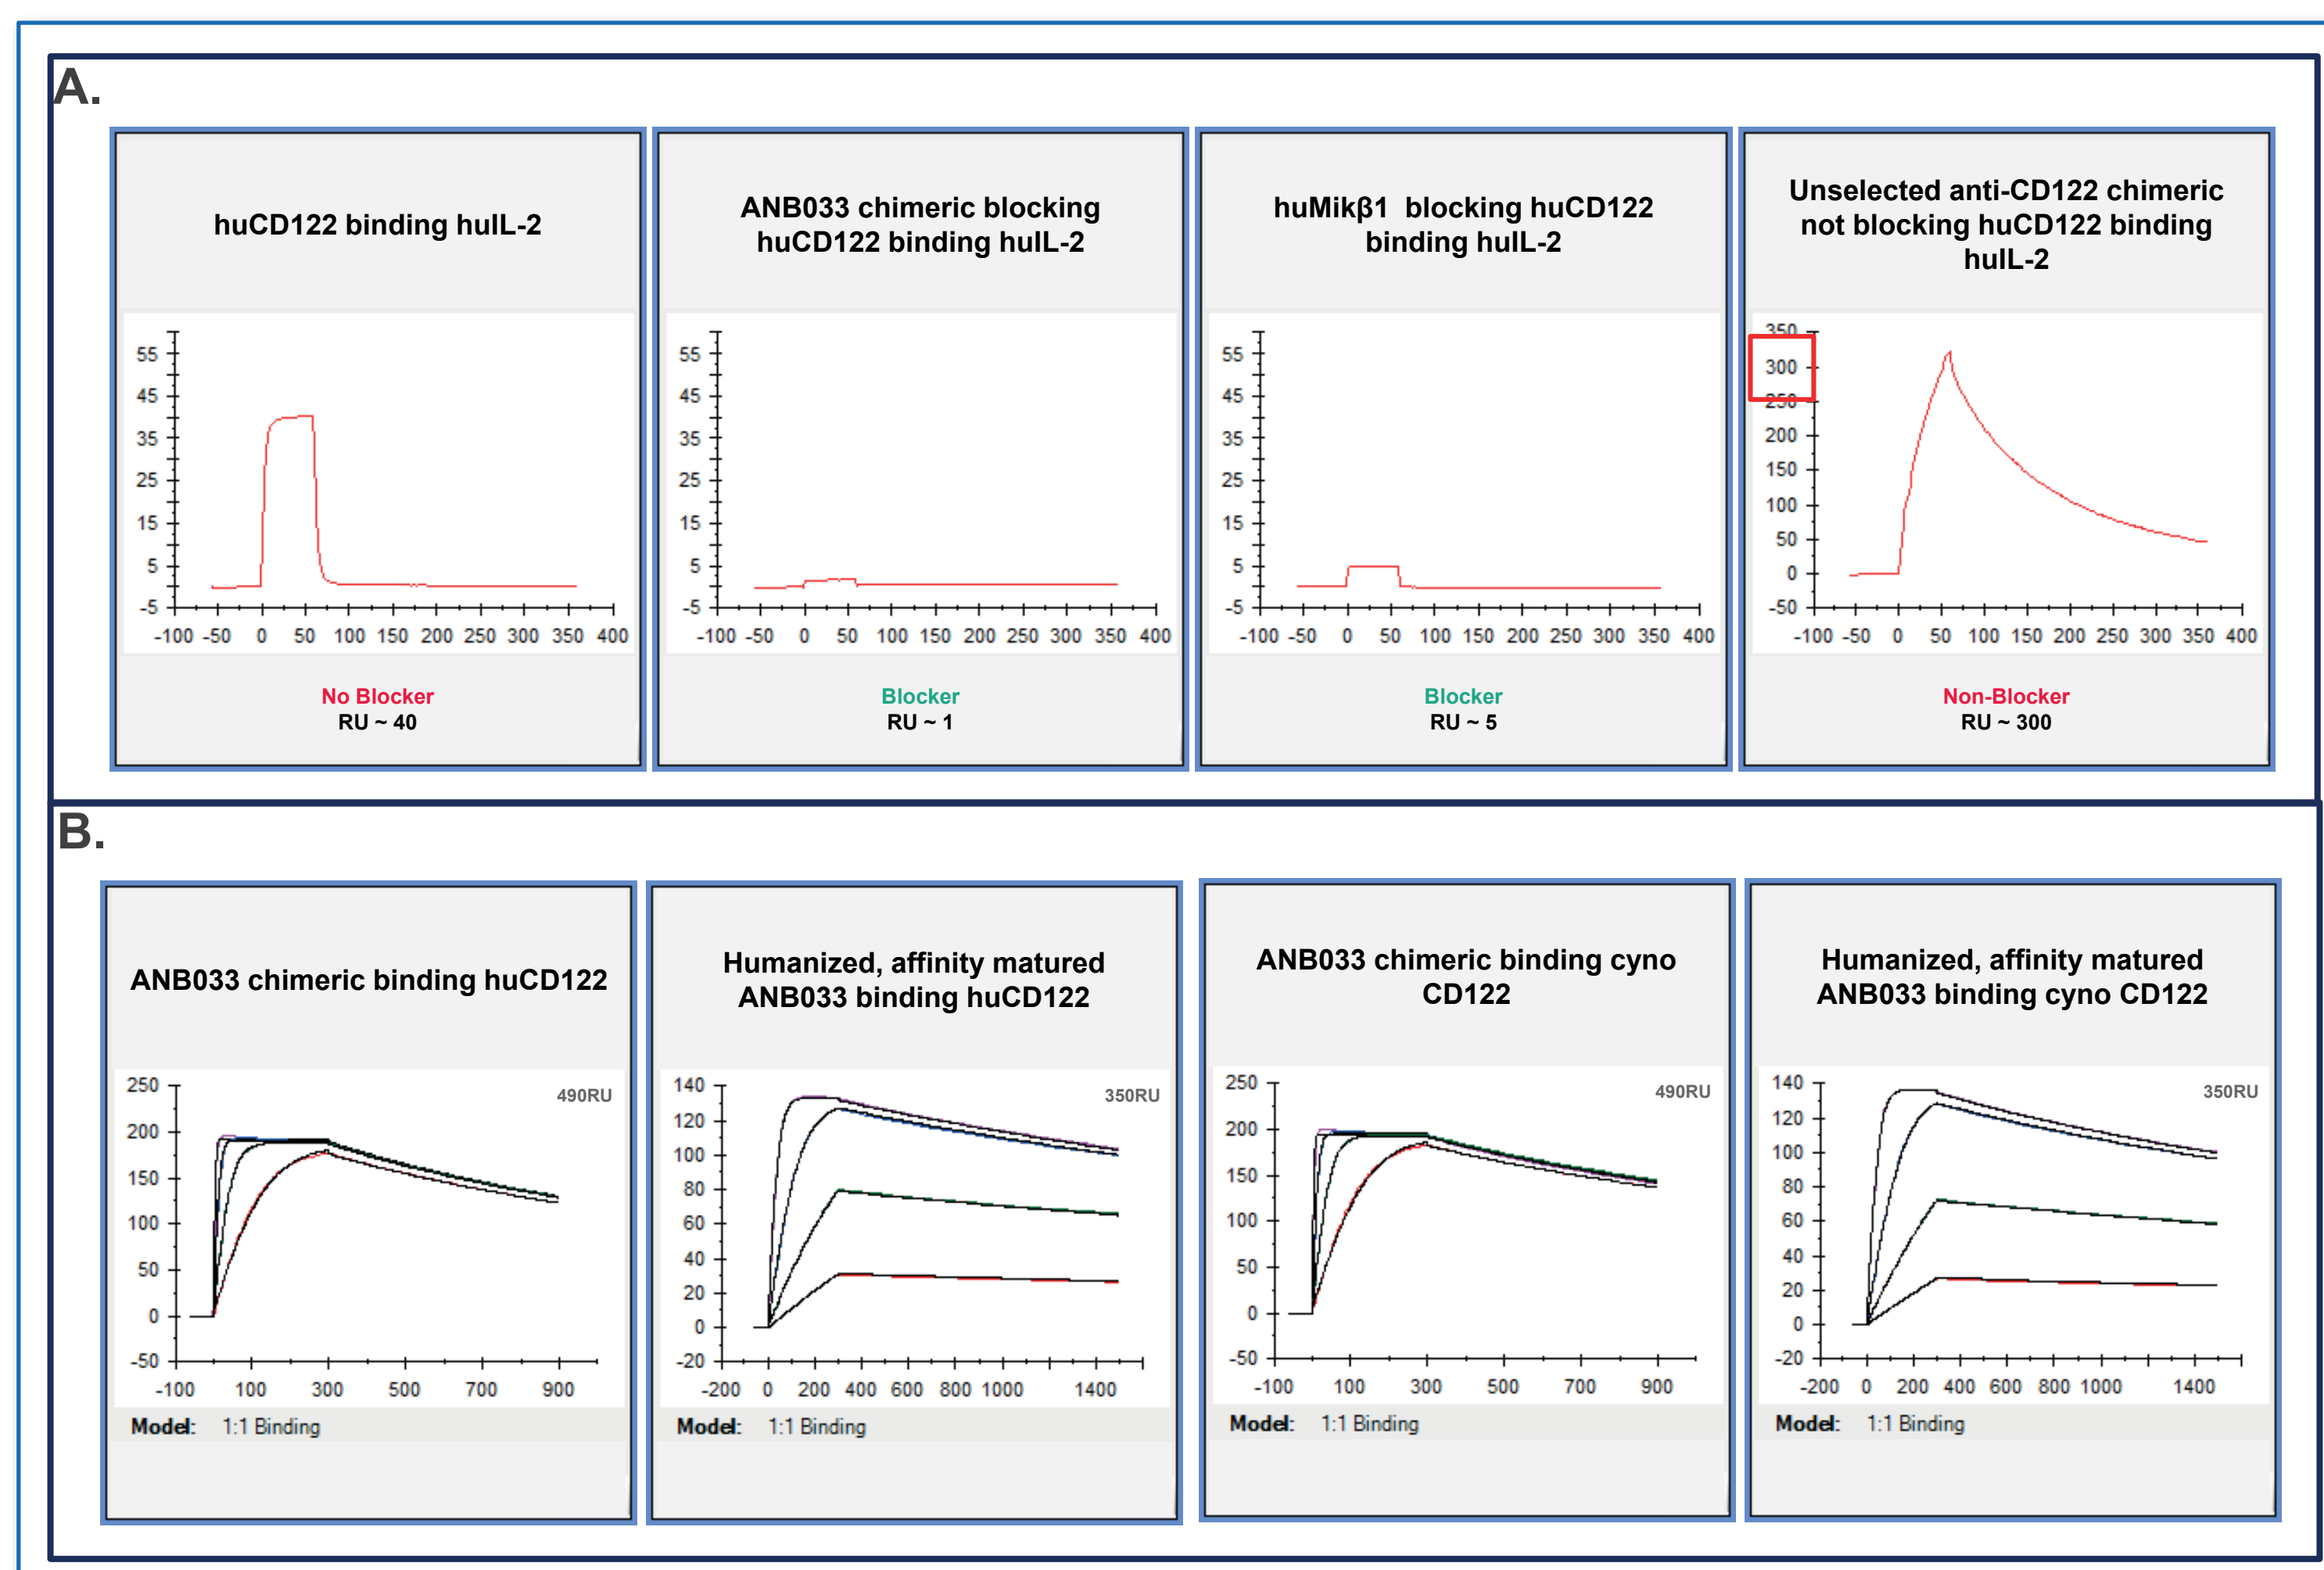 A.
huCD122 binding huIL-2
ANB033 chimeric blocking
huCD122 binding huIL-2
huMikβ1 blocking huCD122
binding huIL-2
Unselected anti-CD122 chimeric
not blocking huCD122 binding
huIL-2
55
45
35
25
15
5
-5
-100 -50 0 50 100 150 200 250 300 350 400
55
45
35
25
15
5
-5
-100 -50 0 50 100 150 200 250 300 350 400
55
45
35
25
15
5
-5
-100 -50 0 50 100 150 200 250 300 350 400
350
300
250
200
150
100
50
0
-50
-100 -50 0 50 100 150 200 250 300 350 400
No Blocker
RU ~ 40
Blocker
RU ~ 1
Blocker
RU ~ 5
Non-Blocker
RU ~ 300
B.
ANB033 chimeric binding huCD122
Humanized, affinity matured
ANB033 binding huCD122
ANB033 chimeric binding cyno
CD122
Humanized, affinity matured
ANB033 binding cyno CD122
490RU
250
200
150
100
50
0
-50
-100 100 300 500 700 900
Model: 1:1 Binding
350RU
140
120
100
80
60
40
20
0
-20
-200 0 200 400 600 800 1000 1400
Model: 1:1 Binding
490RU
250
200
150
100
50
0
-50
-100 100 300 500 700 900
Model: 1:1 Binding
350RU
140
120
100
80
60
40
20
0
-20
-200 0 200 400 600 800 1000 1400
Model: 1:1 Binding